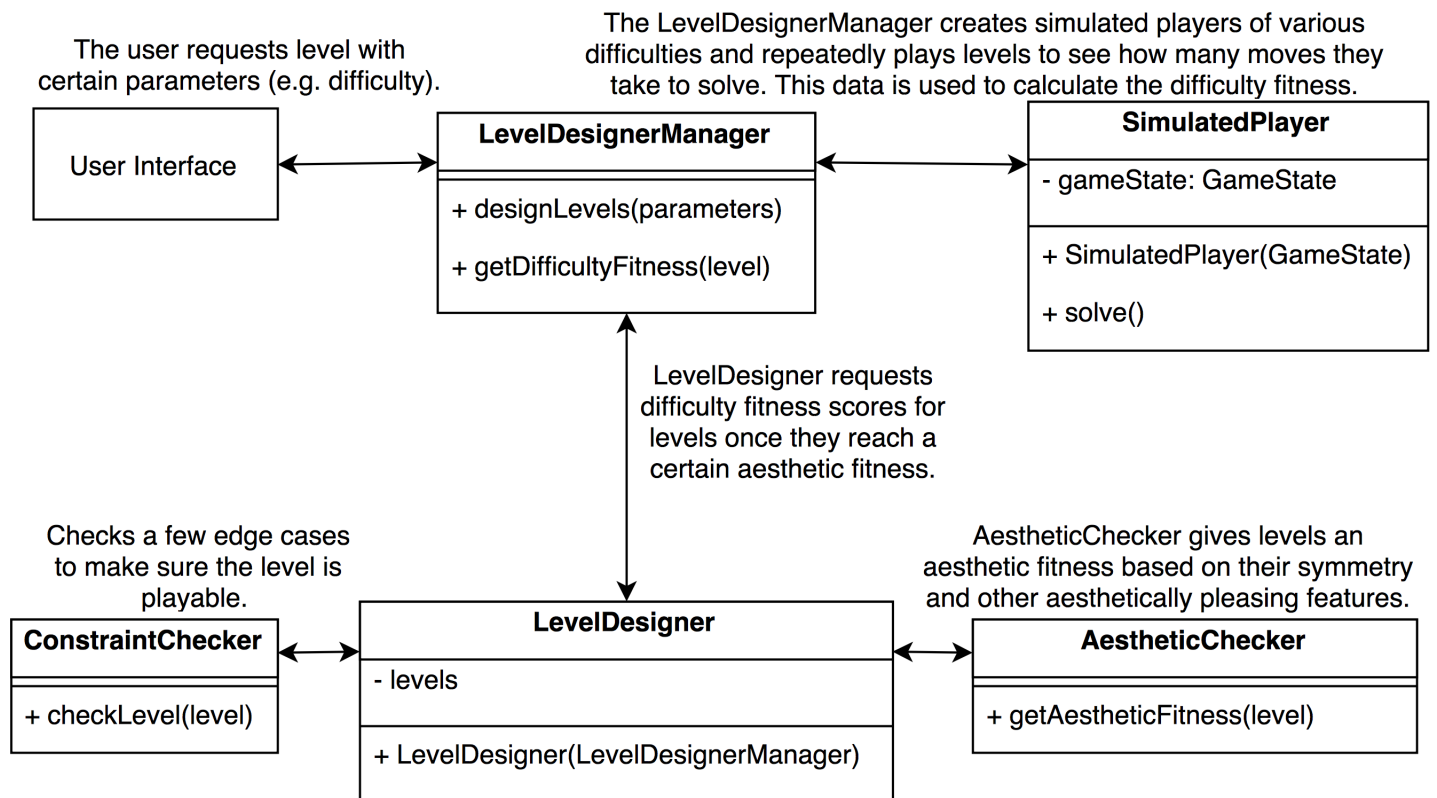 The user requests level with
certain parameters (e.g. difficulty).
User Interface
The LevelDesignerManager creates simulated players of various
difficulties and repeatedly plays levels to see how many moves they
take to solve. This data is used to calculate the difficulty fitness.
LevelDesignerManager
+ designLevels(parameters)
+ getDifficultyFitness(level)
SimulatedPlayer
- gameState: GameState
+ SimulatedPlayer(GameState)
+ solve()
LevelDesigner requests
difficulty fitness scores for
levels once they reach a
certain aesthetic fitness.
Checks a few edge cases
to make sure the level is
playable.
ConstraintChecker
+ checkLevel(level)
LevelDesigner
- levels
+ LevelDesigner(LevelDesignerManager)
AestheticChecker gives levels an
aesthetic fitness based on their symmetry
and other aesthetically pleasing features.
AestheticChecker
+ getAestheticFitness(level)